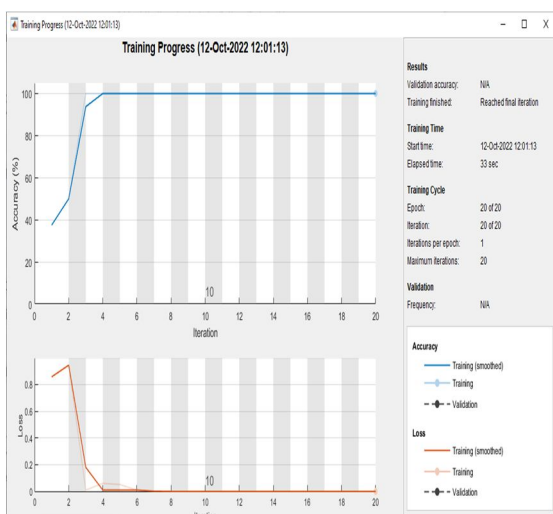 Training Progress (12-Oct-2022 12:01:13)
Training Progress (12-Oct-2022 12:01:13)
Accuracy (%)
100
80
60
40
20
0
10
0 2 4 6 8 10 12 14 16 18 20
Iteration
Loss
0.8
0.6
0.4
0.2
0
10
0 2 4 6 8 10 12 14 16 18 20
Iteration
Results
Validation accuracy: N/A
Training finished: Reached final iteration
Training Time
Start time: 12-Oct-2022 12:01:13
Elapsed time: 33 sec
Training Cycle
Epoch: 20 of 20
Iteration: 20 of 20
Iterations per epoch: 1
Maximum iterations: 20
Validation
Frequency: N/A
Accuracy
Training (smoothed)
Training
Validation
Loss
Training (smoothed)
Training
Validation